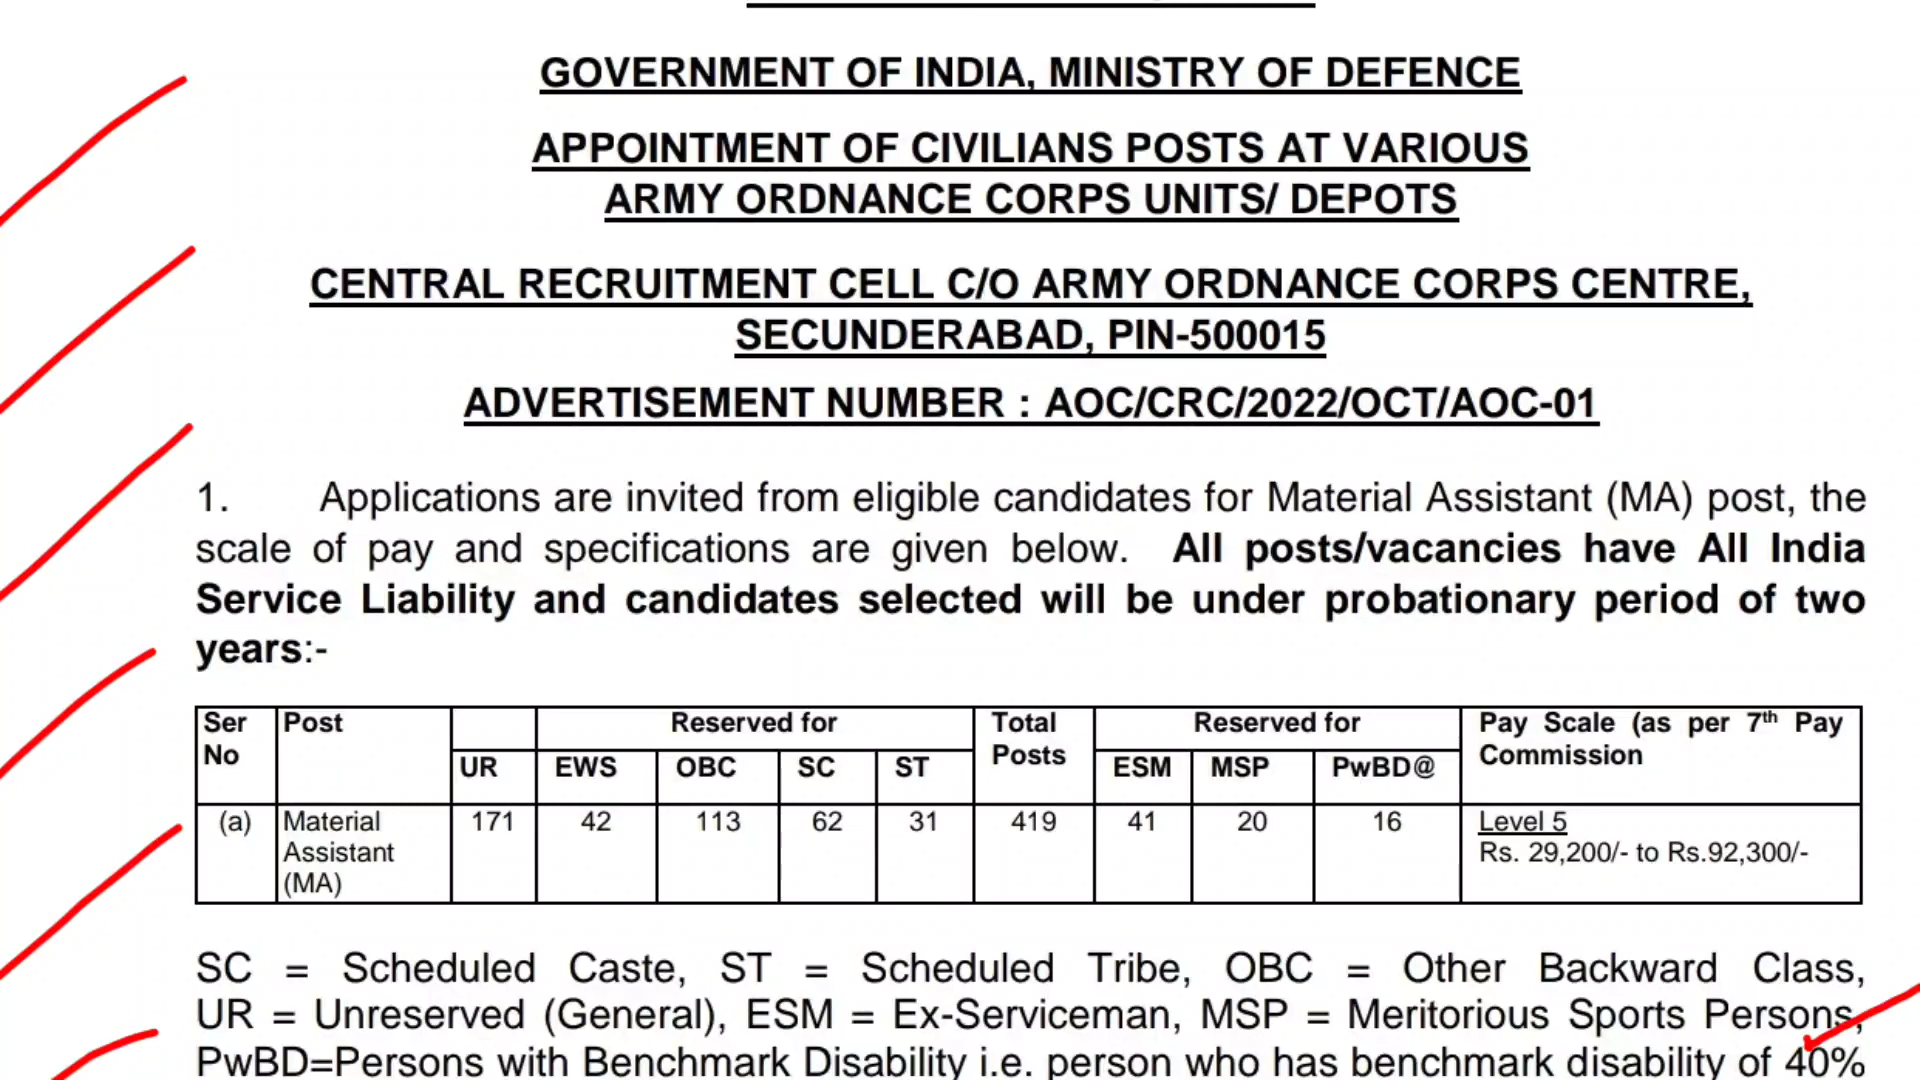 GOVERNMENT OF INDIA, MINISTRY OF DEFENCE
APPOINTMENT OF CIVILIANS POSTS AT VARIOUS
ARMY ORDNANCE CORPS UNITS/ DEPOTS
CENTRAL RECRUITMENT CELL C/O ARMY ORDNANCE CORPS CENTRE,
SECUNDERABAD, PIN-500015
ADVERTISEMENT NUMBER : AOC/CRC/2022/OCT/AOC-01
1. Applications are invited from eligible candidates for Material Assistant (MA) post, the
scale of pay and specifications are given below. All posts/vacancies have All India
Service Liability and candidates selected will be under probationary period of two
years:-
Ser No Post UR Reserved for EWS OBC SC ST Total Posts Reserved for ESM MSP PwBD@ Pay Scale (as per 7th Pay Commission
(a) Material Assistant (MA) 171 42 113 62 31 419 41 20 16 Level 5 Rs. 29,200/- to Rs.92,300/-
SC = Scheduled Caste, ST = Scheduled Tribe, OBC = Other Backward Class,
UR = Unreserved (General), ESM = Ex-Serviceman, MSP = Meritorious Sports Persons,
PwBD=Persons with Benchmark Disability i.e. person who has benchmark disability of 40%